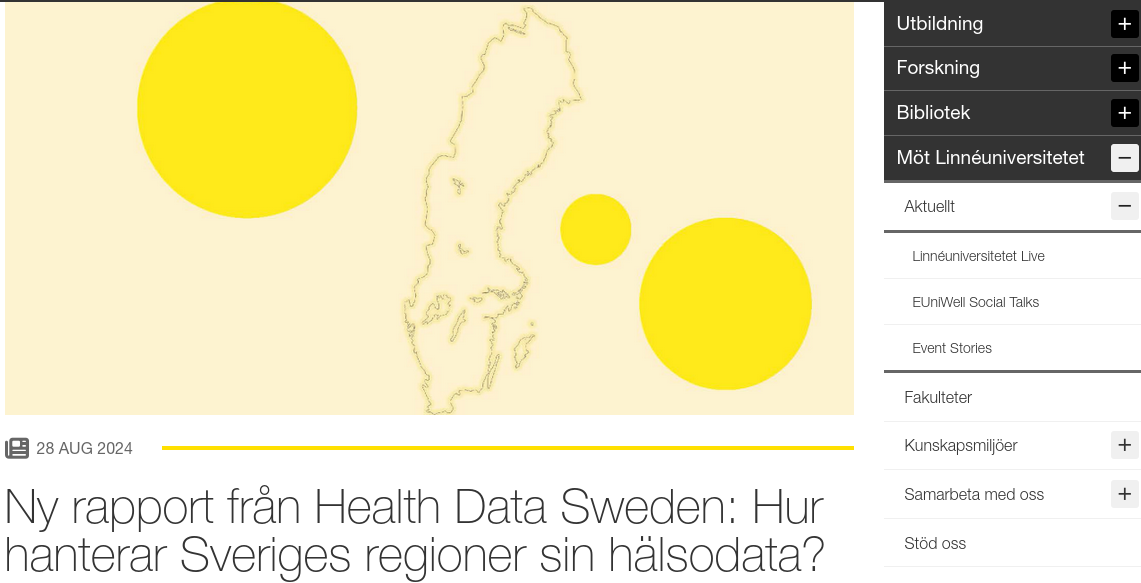 28 AUG 2024
Ny rapport från Health Data Sweden: Hur
hanterar Sveriges regioner sin hälsodata?
Utbildning
Forskning
Bibliotek
Möt Linnéuniversitetet
Aktuellt
Linnéuniversitetet Live
EUniWell Social Talks
Event Stories
Fakulteter
Kunskapsmiljöer
Samarbeta med oss
Stöd oss